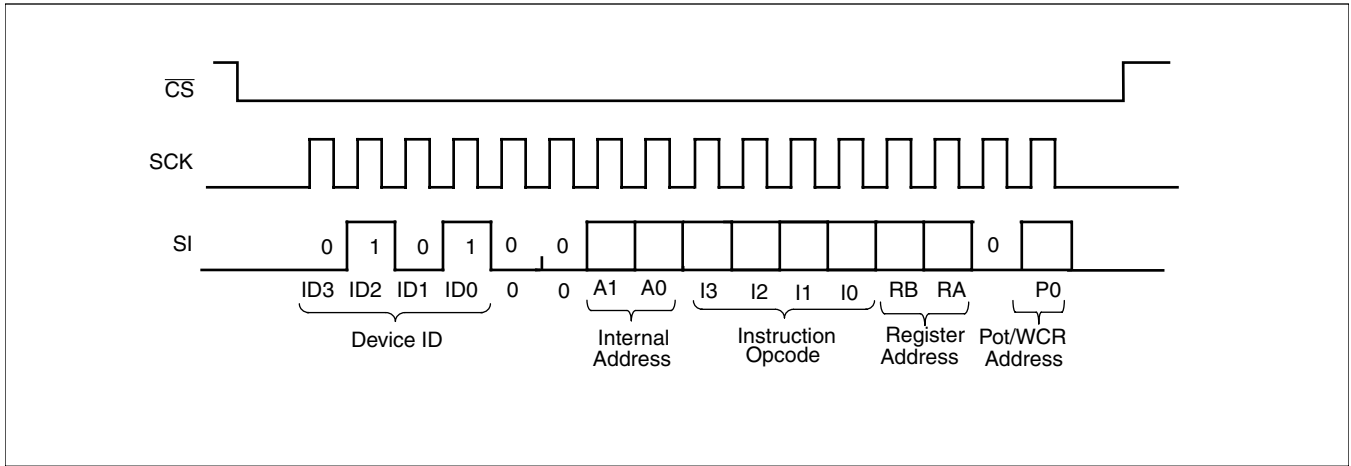 CS
SCK
SI
0 1 0 1 0 0 0
ID3 ID2 ID1 ID0 0 0 A1 A0 I3 I2 I1 I0 RB RA P0
Device ID
Internal
Address
Instruction
Opcode
Register
Address
Pot/WCR
Address